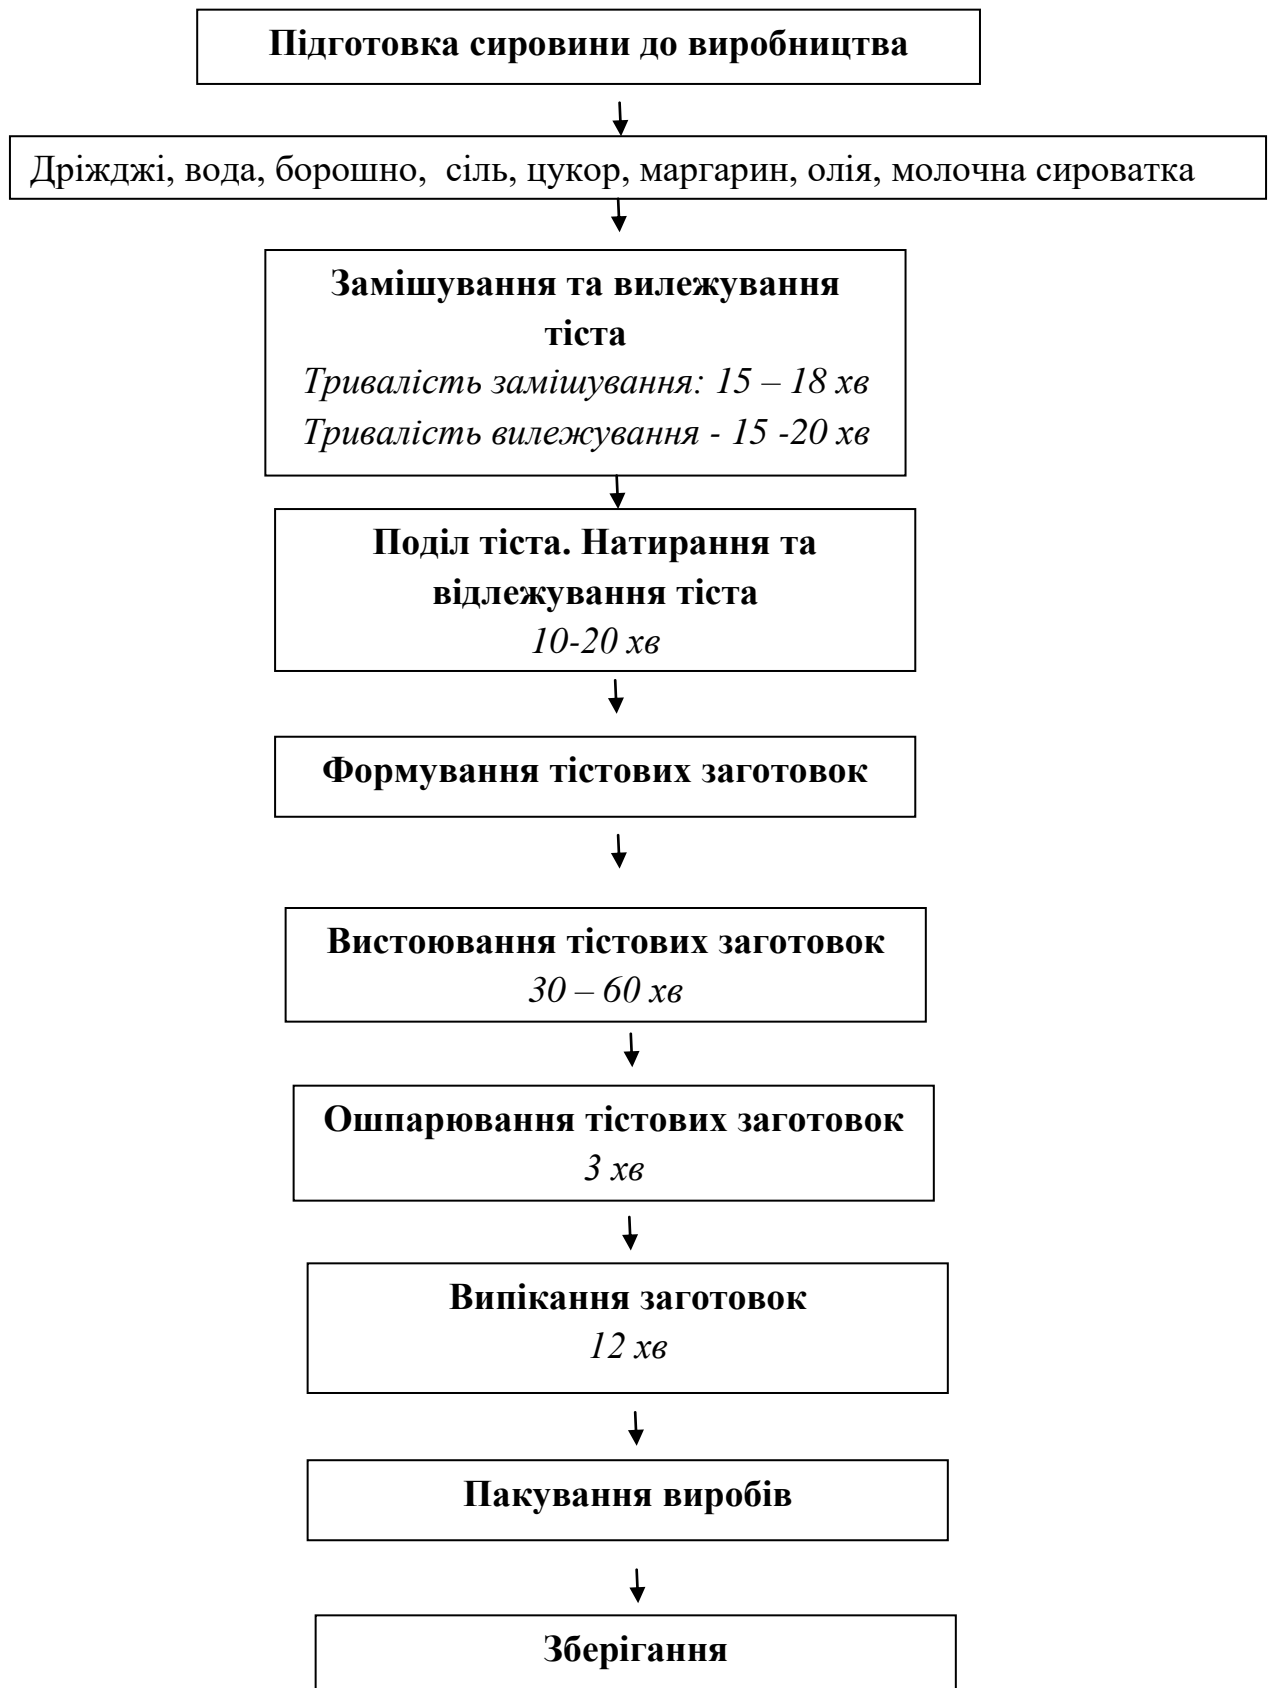 Підготовка сировини до виробництва
Дріжджі, вода, борошно, сіль, цукор, маргарин, олія, молочна сироватка
Замішування та вилежування
тіста
Тривалість замішування: 15 – 18 хв
Тривалість вилежування - 15 -20 хв
Поділ тіста. Натирання та
відлежування тіста
10-20 хв
Формування тістових заготовок
Вистоювання тістових заготовок
30 – 60 хв
Ошпарювання тістових заготовок
3 хв
Випікання заготовок
12 хв
Пакування виробів
Зберігання